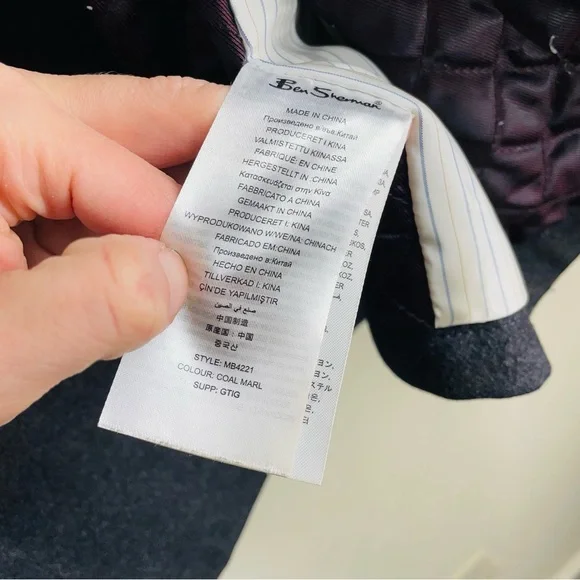 Ben Sherman
MADE IN CHINA
Произведено в/във:Китай
PRODUCERET I KINA
VALMISTETTU KIINASSA
FABRIQUÉ: EN CHINE
HERGESTELLT IN :CHINA
Κατασκευάζεται στην Κίνα
FABBRICATO A CHINA
GEMAAKT IN CHINA
PRODUCERET I: KINA
WYPRODUKOWANO W/WE/NA: CHINACH
FABRICADO EM:CHINA
Произведено в:Китай
HECHO EN CHINA
TILLVERKAD I. KINA
ÇİN'DE YAPILMIŞTIR
صنع في الصين
中国制造
原産国：中国
중국산
STYLE: MB4221
COLOUR: COAL MARL
SUPP: GTIG